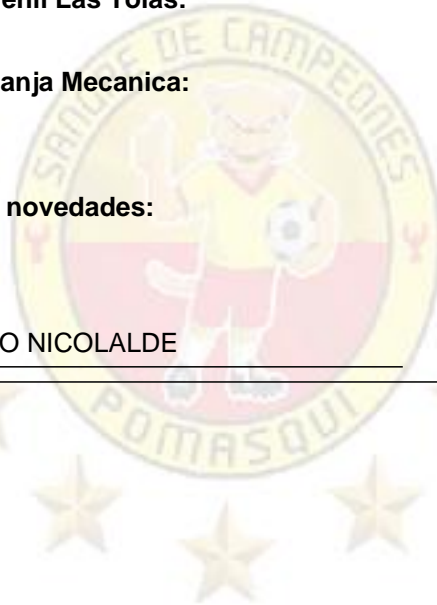 enil Las Tolas:
SANGRE DE CAMPEONES
anja Mecanica:
novedades:
O NICOLALDE
POMASQUI